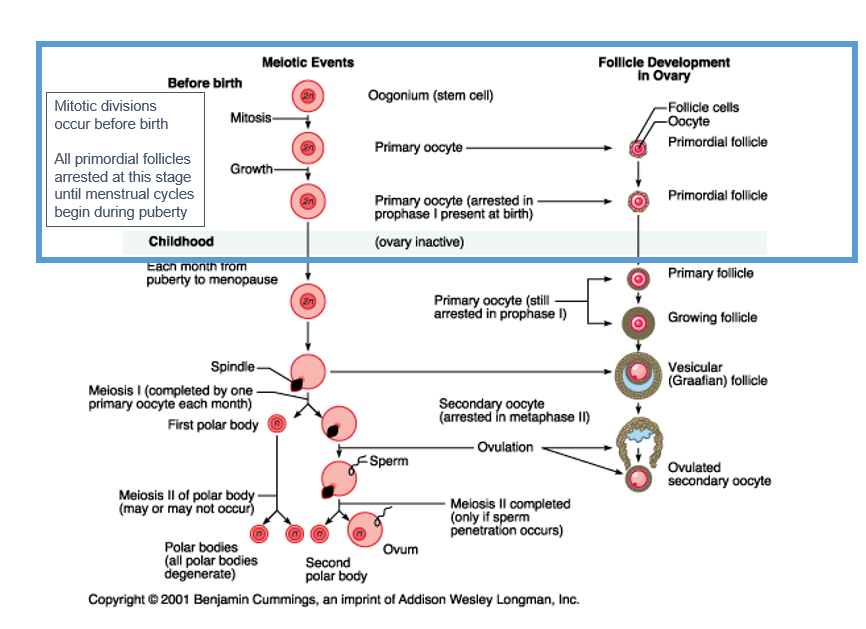 Meiotic Events
Follicle Development
in Ovary
Before birth
Mitotic divisions
occur before birth
All primordial follicles
arrested at this stage
until menstrual cycles
begin during puberty
2n
Oogonium (stem cell)
Mitosis
Follicle cells
Oocyte
2n
Primary oocyte
Primordial follicle
Growth
2n
Primary oocyte (arrested in
prophase I present at birth)
Primordial follicle
Childhood
(ovary inactive)
Each month from
puberty to menopause
2n
Primary oocyte (still
arrested in prophase I)
Primary follicle
Growing follicle
Spindle
Vesicular
(Graafian) follicle
Meiosis I (completed by one
primary oocyte each month)
Secondary oocyte
(arrested in metaphase II)
First polar body
n
Ovulation
Sperm
Ovulated
secondary oocyte
Meiosis II of polar body
(may or may not occur)
Meiosis II completed
(only if sperm
penetration occurs)
n
n
n
n
Polar bodies
(all polar bodies
degenerate)
Second
polar body
Ovum
Copyright © 2001 Benjamin Cummings, an imprint of Addison Wesley Longman, Inc.